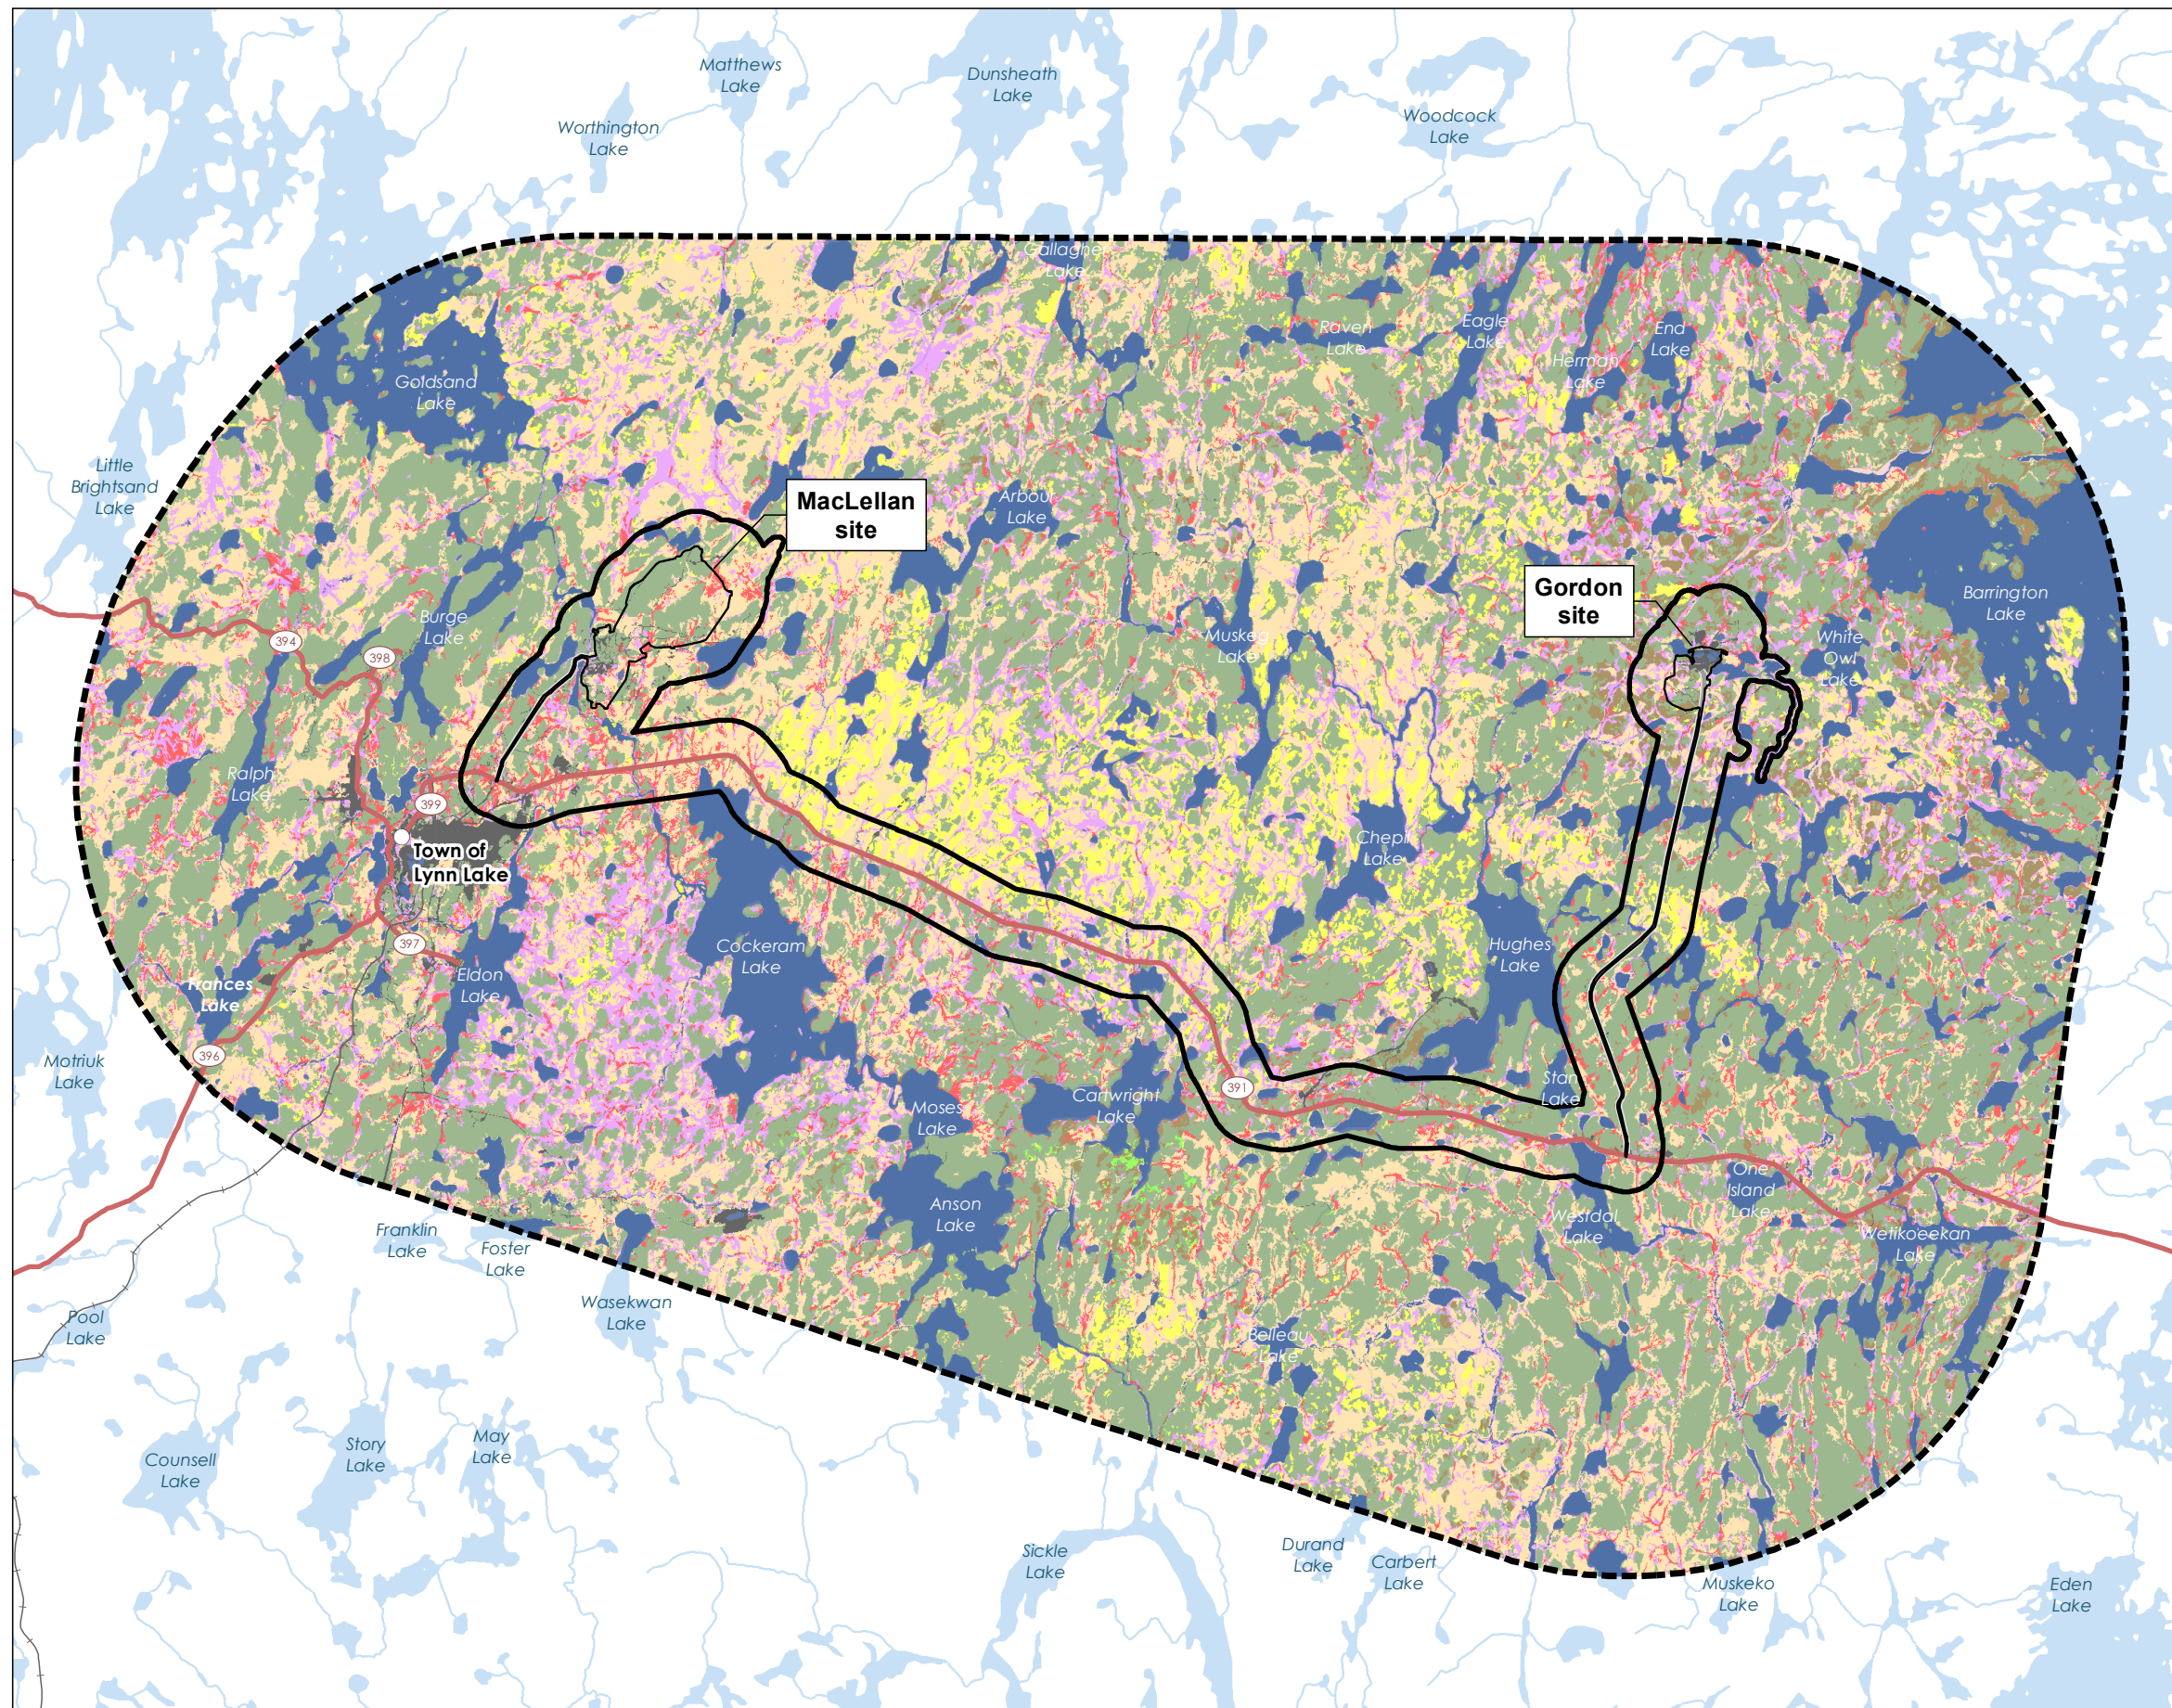 Matthews
Lake
Dunsheath
Lake
Worthington
Lake
Woodcock
Lake
Gallagher
Lake
Raven
Lake
Eagle
Lake
Herman
Lake
End
Lake
Goldsand
Lake
Little
Brightsand
Lake
MacLellan
site
Arbour
Lake
Gordon
site
Barrington
Lake
White
Owl
Lake
Burge
Lake
Muskeg
Lake
394
398
Ralph
Lake
399
Town of
Lynn Lake
Chepil
Lake
397
Eldon
Lake
Cockeram
Lake
Hughes
Lake
Frances
Lake
396
Motriuk
Lake
391
Stan
Lake
Moses
Lake
Cartwright
Lake
One
Island
Lake
Anson
Lake
Westdal
Lake
Wetikoeekan
Lake
Franklin
Lake
Foster
Lake
Wasekwan
Lake
Pool
Lake
Belleau
Lake
Counsell
Lake
Story
Lake
May
Lake
Sickle
Lake
Durand
Lake
Carbert
Lake
Muskeko
Lake
Eden
Lake